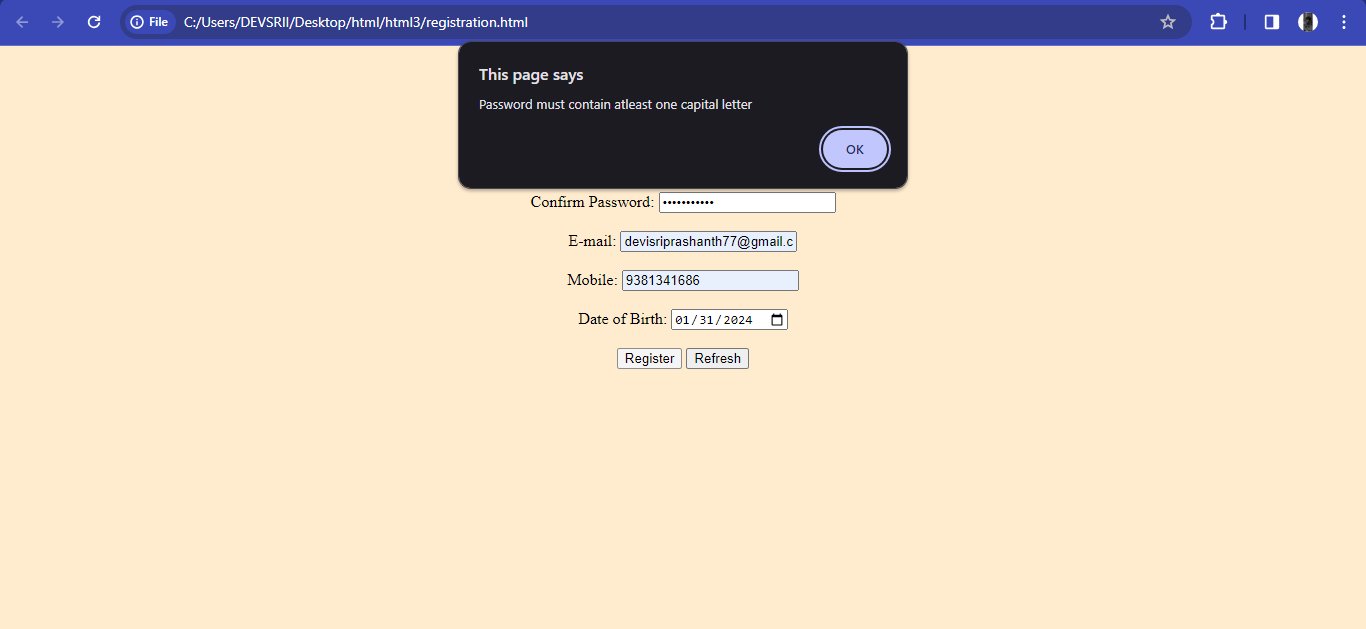 File C:/Users/DEVSRII/Desktop/html/html3/registration.html
This page says
Password must contain atleast one capital letter
OK
Confirm Password: •••••••••••
E-mail: devisriprashanth77@gmail.c
Mobile: 9381341686
Date of Birth: 01/31/2024
Register Refresh